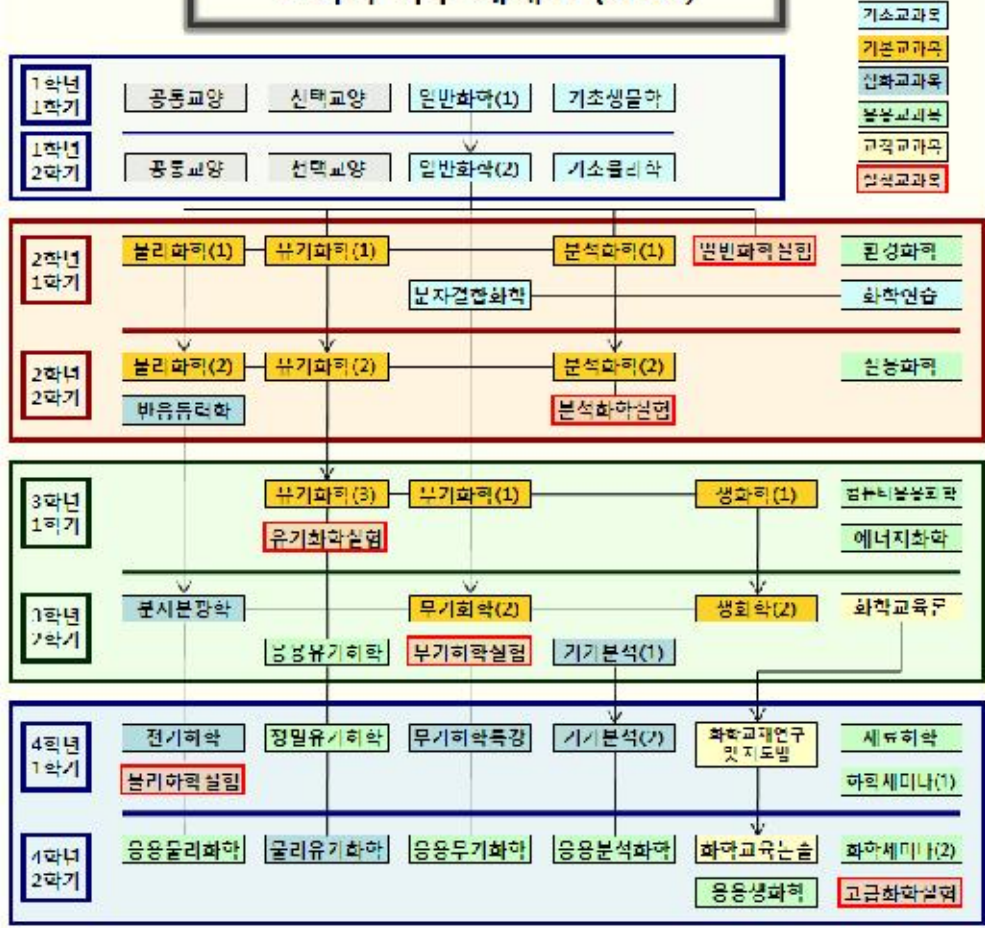 기초교과목
기본교과목
심화교과목
응용교과목
교직교과목
실험교과목
1학년
1학기
공통교양 선택교양 일반화학(1) 기초생물학
1학년
2학기
공통교양 선택교양 일반화학(2) 기초물리학
2학년
1학기
물리화학(1) 유기화학(1) 분석화학(1) 일반화학실험 환경화학
분자결합화학 화학연습
2학년
2학기
물리화학(2) 유기화학(2) 분석화학(2) 실용화학
반응동력학 분석화학실험
3학년
1학기
유기화학(3) 무기화학(1) 생화학(1) 컴퓨터응용화학
유기화학실험 에너지화학
3학년
2학기
분자분광학 무기화학(2) 생화학(2) 화학교육론
응용유기화학 무기화학실험 기기분석(1)
4학년
1학기
전기화학 정밀유기화학 무기화학특강 기기분석(2) 화학교재연구
및 지도법 재료화학
물리화학실험 화학세미나(1)
4학년
2학기
응용물리화학 물리유기화학 응용무기화학 응용분석화학 화학교육논술 화학세미나(2)
응용생화학 고급화학실험